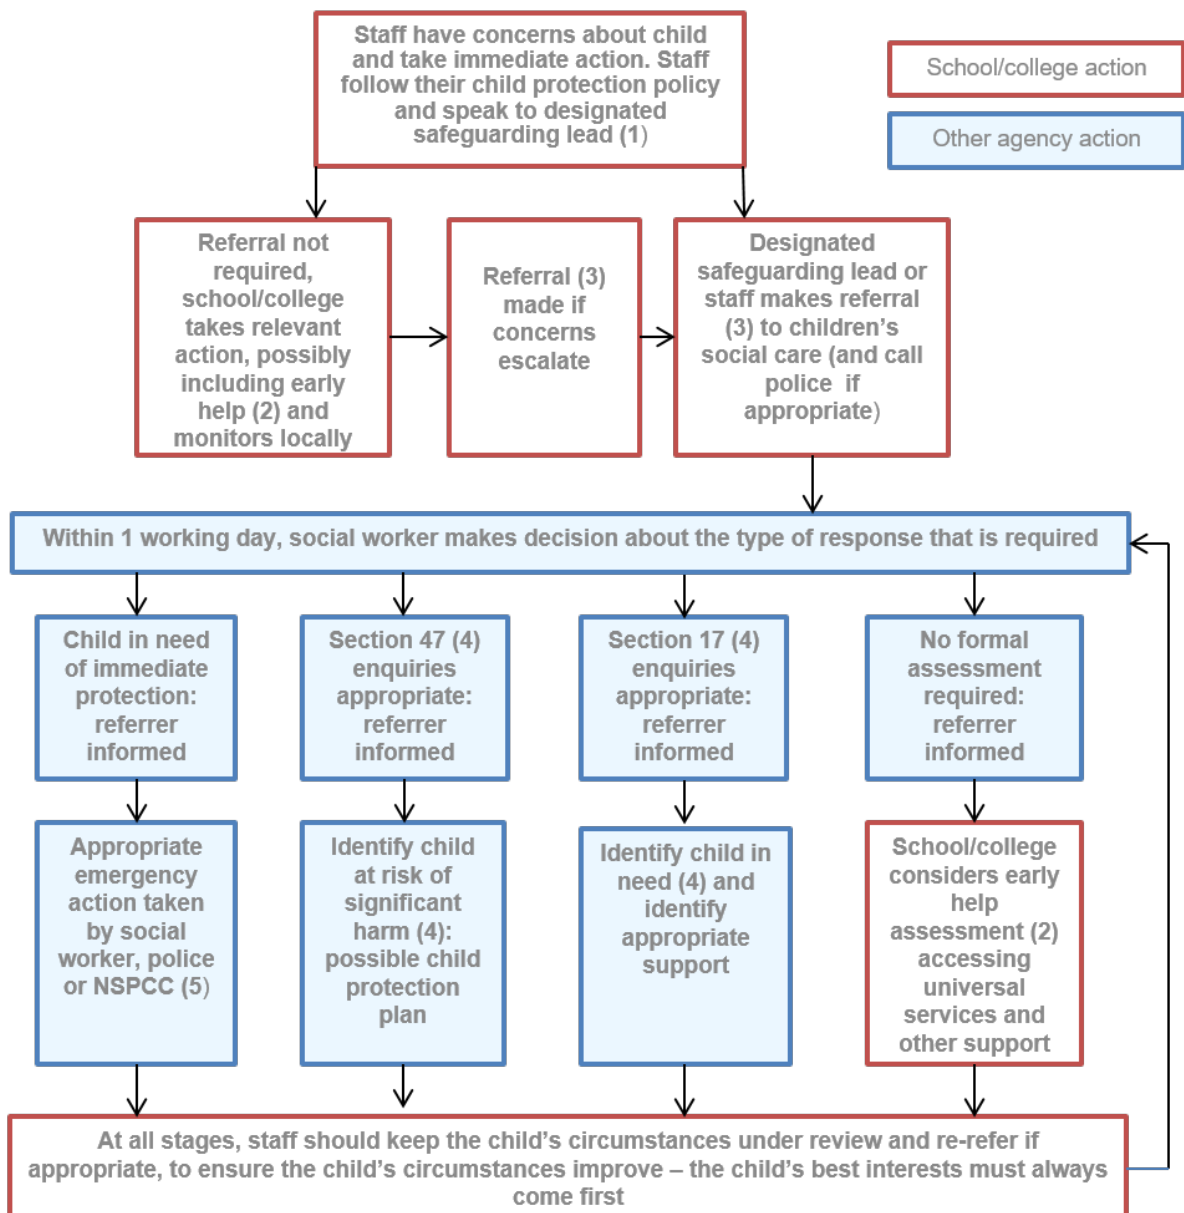 Staff have concerns about child
and take immediate action. Staff
follow their child protection policy
and speak to designated
safeguarding lead (1)
School/college action
Other agency action
Referral not
required,
school/college
takes relevant
action, possibly
including early
help (2) and
monitors locally
Referral (3)
made if
concerns
escalate
Designated
safeguarding lead or
staff makes referral
(3) to children’s
social care (and call
police if
appropriate)
Within 1 working day, social worker makes decision about the type of response that is required
Child in need
of immediate
protection:
referrer
informed
Section 47 (4)
enquiries
appropriate:
referrer
informed
Section 17 (4)
enquiries
appropriate:
referrer
informed
No formal
assessment
required:
referrer
informed
Appropriate
emergency
action taken
by social
worker, police
or NSPCC (5)
Identify child
at risk of
significant
harm (4):
possible child
protection
plan
Identify child in
need (4) and
identify
appropriate
support
School/college
considers early
help
assessment (2)
accessing
universal
services and
other support
At all stages, staff should keep the child’s circumstances under review and re-refer if
appropriate, to ensure the child’s circumstances improve – the child’s best interests must always
come first